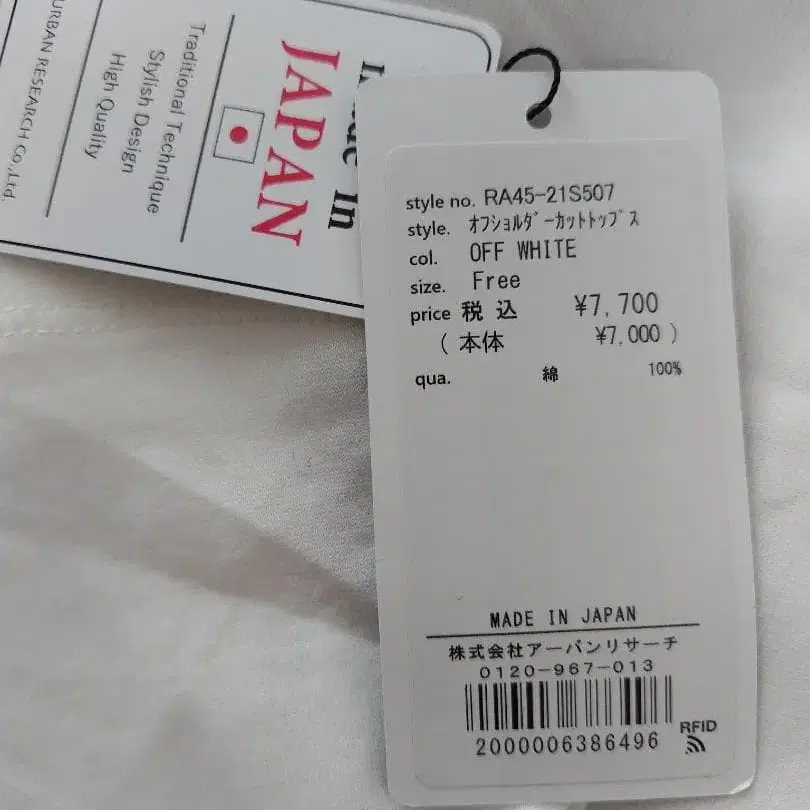 URBAN RESEARCH Co., Ltd.
Traditional Technique
Stylish Design
High Quality
in
JAPAN
style no. RA45-21S507
style. オフショルダーカットトップス
col. OFF WHITE
size. Free
price 税込 ¥7,700
(本体 ¥7,000)
qua. 綿 100%
MADE IN JAPAN
株式会社アーバンリサーチ
0120-967-013
2000006386496
RFID